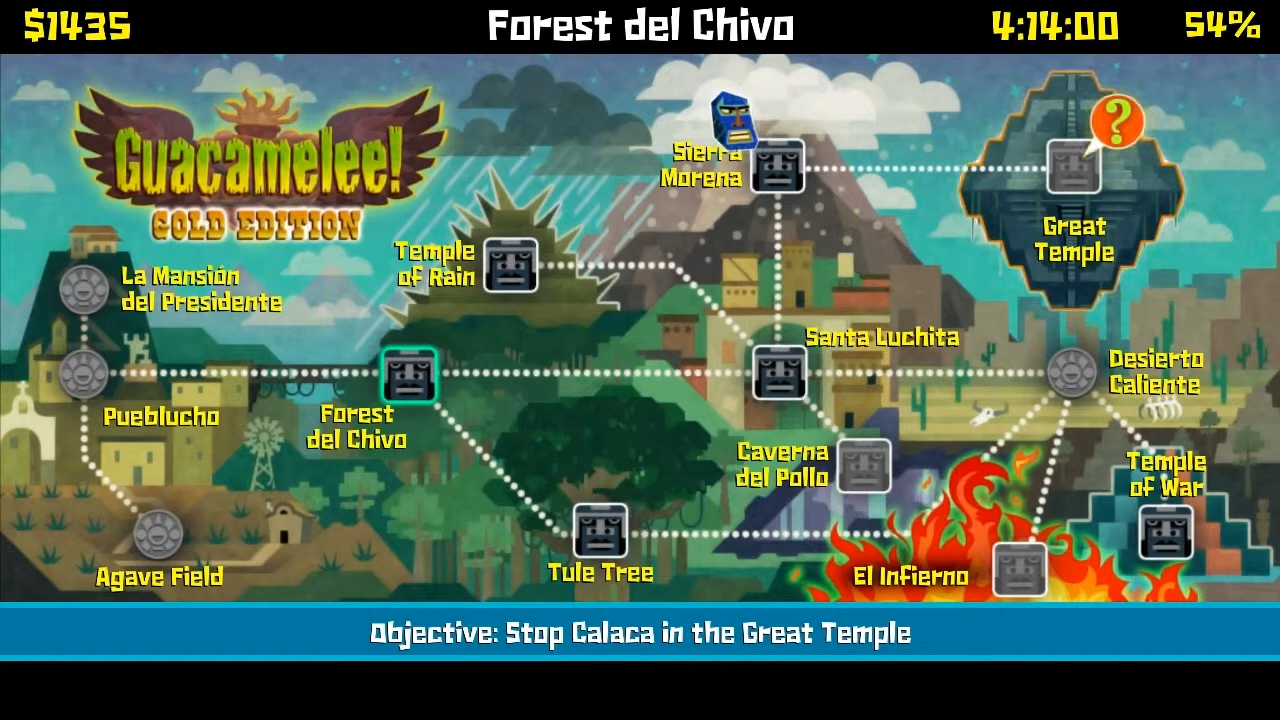 $1435
Forest del Chivo
4:14:00
54%
Guacamelee!
GOLD EDITION
Sierra
Morena
?
Great
Temple
Temple
of Rain
La Mansión
del Presidente
Santa Luchita
Desierto
Caliente
Pueblucho
Forest
del Chivo
Caverna
del Pollo
Temple
of War
Agave Field
Tule Tree
El Infierno
Objective: Stop Calaca in the Great Temple